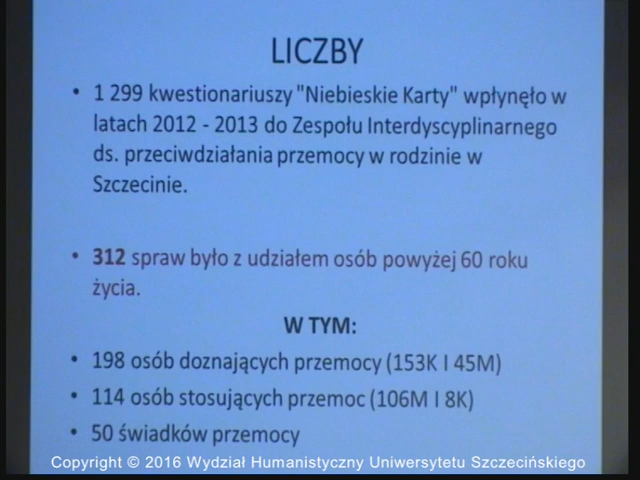 LICZBY
• 1 299 kwestionariuszy "Niebieskie Karty" wpłynęło w
latach 2012 - 2013 do Zespołu Interdyscyplinarnego
ds. przeciwdziałania przemocy w rodzinie w
Szczecinie.
• 312 spraw było z udziałem osób powyżej 60 roku
życia.
W TYM:
• 198 osób doznających przemocy (153K I 45M)
• 114 osób stosujących przemoc (106M I 8K)
• 50 świadków przemocy
Copyright © 2016 Wydział Humanistyczny Uniwersytetu Szczecińskiego